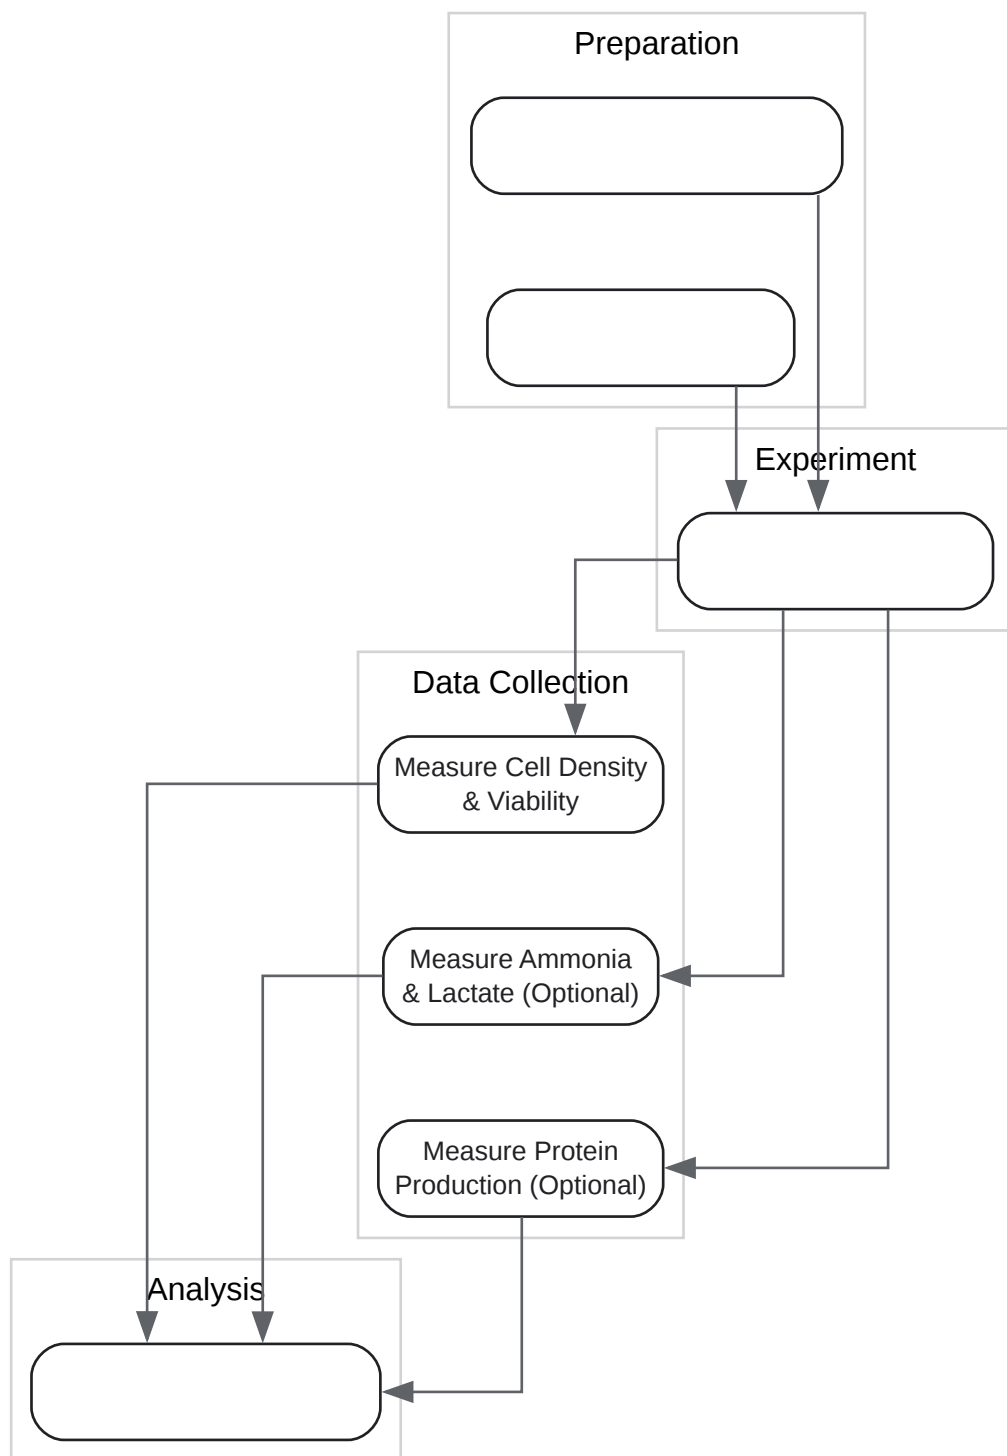 Preparation
Experiment
Data Collection
Measure Cell Density
& Viability
Measure Ammonia
& Lactate (Optional)
Measure Protein
Production (Optional)
Analysis